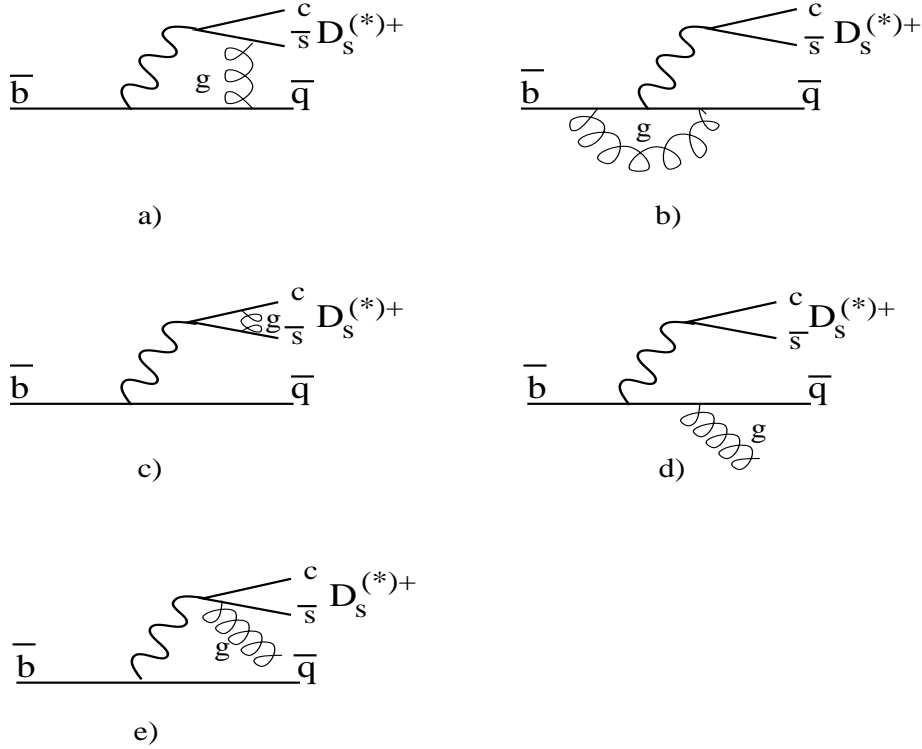 c
s̅ D_s^(*)+
g
b̅ q̅
a)
c
s̅ D_s^(*)+
b̅ q̅
g
b)
c
g s̅ D_s^(*)+
b̅ q̅
c)
c
s̅ D_s^(*)+
b̅ q̅
g
d)
c
s̅ D_s^(*)+
g
b̅ q̅
e)